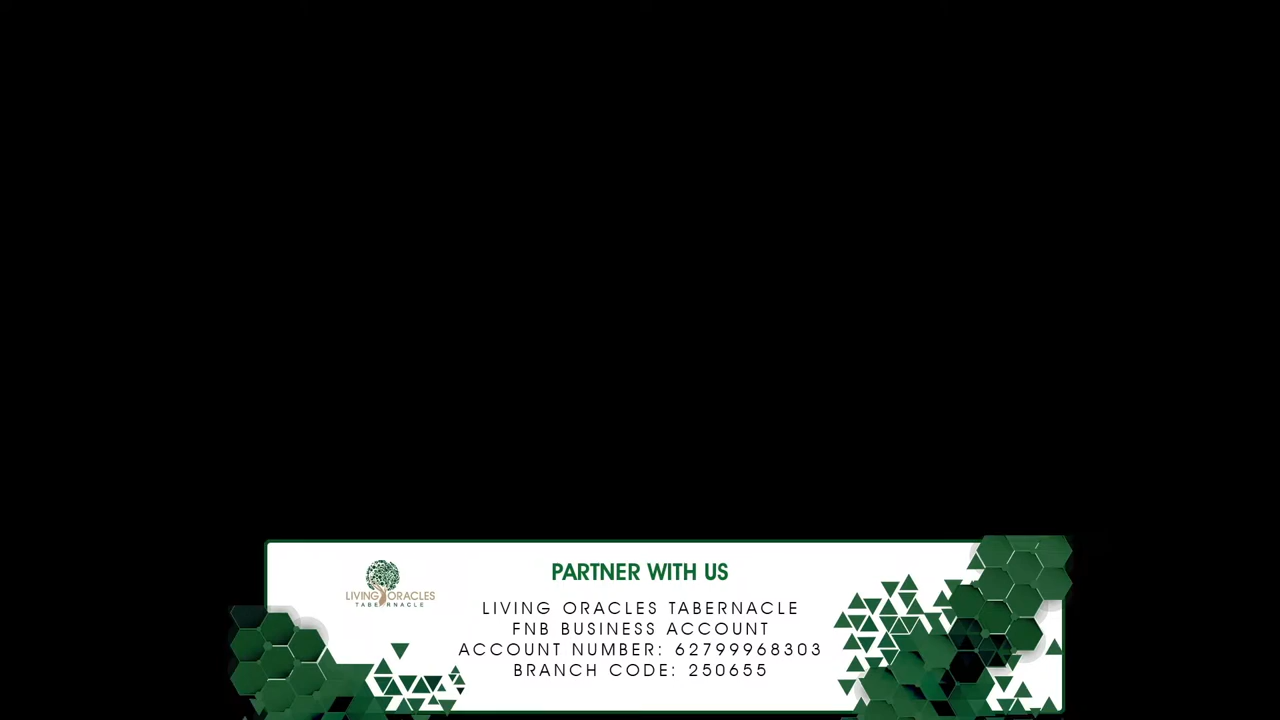 PARTNER WITH US
LIVING ORACLES
TABERNACLE
LIVING ORACLES TABERNACLE
FNB BUSINESS ACCOUNT
ACCOUNT NUMBER: 62799968303
BRANCH CODE: 250655